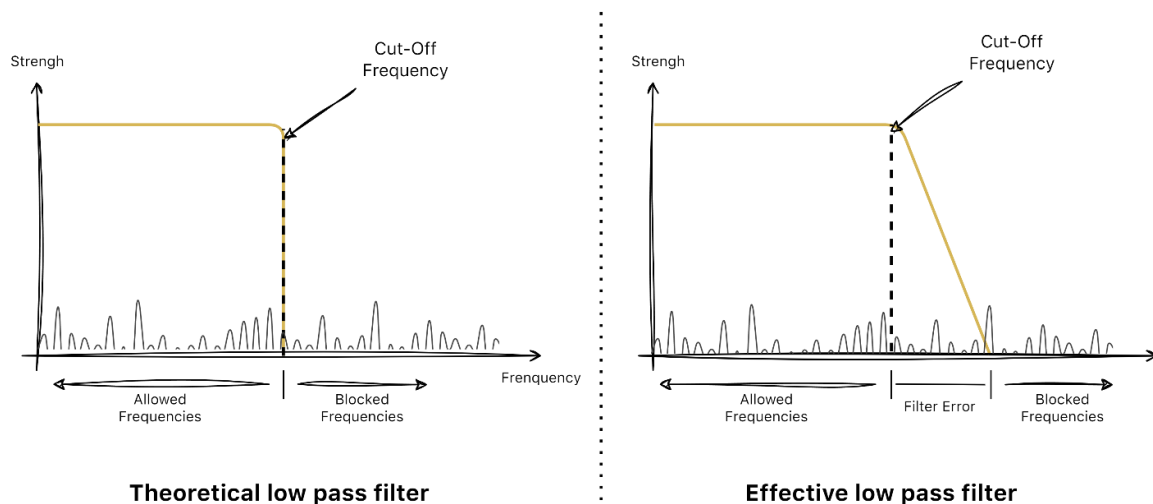 Strengh
Cut-Off
Frequency
Frenquency
Allowed
Frequencies
Blocked
Frequencies
Theoretical low pass filter
Strengh
Cut-Off
Frequency
Allowed
Frequencies
Filter Error
Blocked
Frequencies
Effective low pass filter